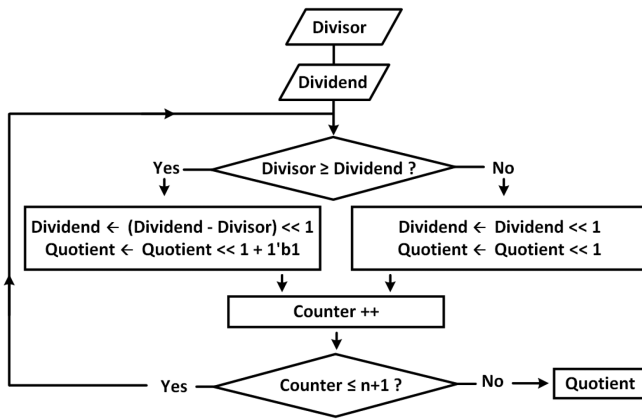 Divisor
Dividend
Divisor ≥ Dividend ?
Yes
No
Dividend ← (Dividend - Divisor) << 1
Quotient ← Quotient << 1 + 1'b1
Dividend ← Dividend << 1
Quotient ← Quotient << 1
Counter ++
Counter ≤ n+1 ?
Yes
No
Quotient